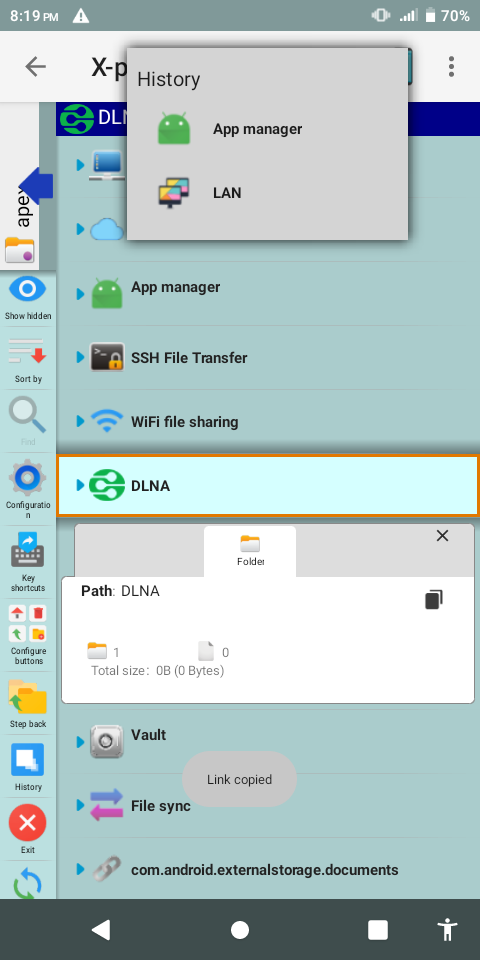 8:19 PM
70%
X-p
History
App manager
LAN
DLN
apex
Show hidden
Sort by
Find
Configuratio
n
Key
shortcuts
Configure
buttons
Step back
History
Exit
App manager
SSH File Transfer
WiFi file sharing
DLNA
Folder
Path: DLNA
1
0
Total size: 0B (0 Bytes)
Vault
Link copied
File sync
com.android.externalstorage.documents